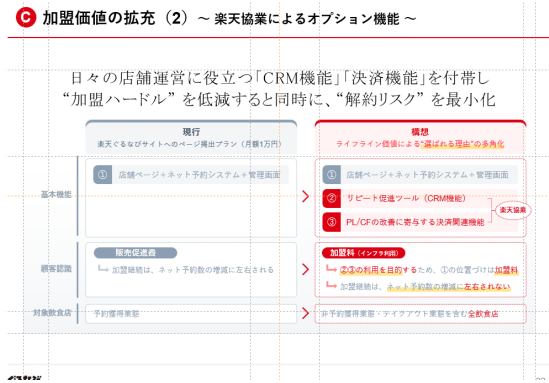 C 加盟価値の拡充（2） ～ 楽天協業によるオプション機能 ～
日々の店舗運営に役立つ「CRM機能」「決済機能」を付帯し
“加盟ハードル” を低減すると同時に、“解約リスク” を最小化
現行
楽天ぐるなびサイトへのページ掲出プラン（月額1万円）
構想
ライフライン価値による“選ばれる理由”の多角化
基本機能
① 店舗ページ＋ネット予約システム＋管理画面
① 店舗ページ＋ネット予約システム＋管理画面
② リピート促進ツール（CRM機能）
③ PL/CFの改善に寄与する決済関連機能
楽天協業
顧客認識
販売促進費
加盟継続は、ネット予約数の増減に左右される
加盟料（インフラ利用）
②③の利用を目的するため、①の位置づけは加盟料
加盟継続は、ネット予約数の増減に左右されない
対象飲食店
予約獲得業態
非予約獲得業態・テイクアウト業態を含む全飲食店